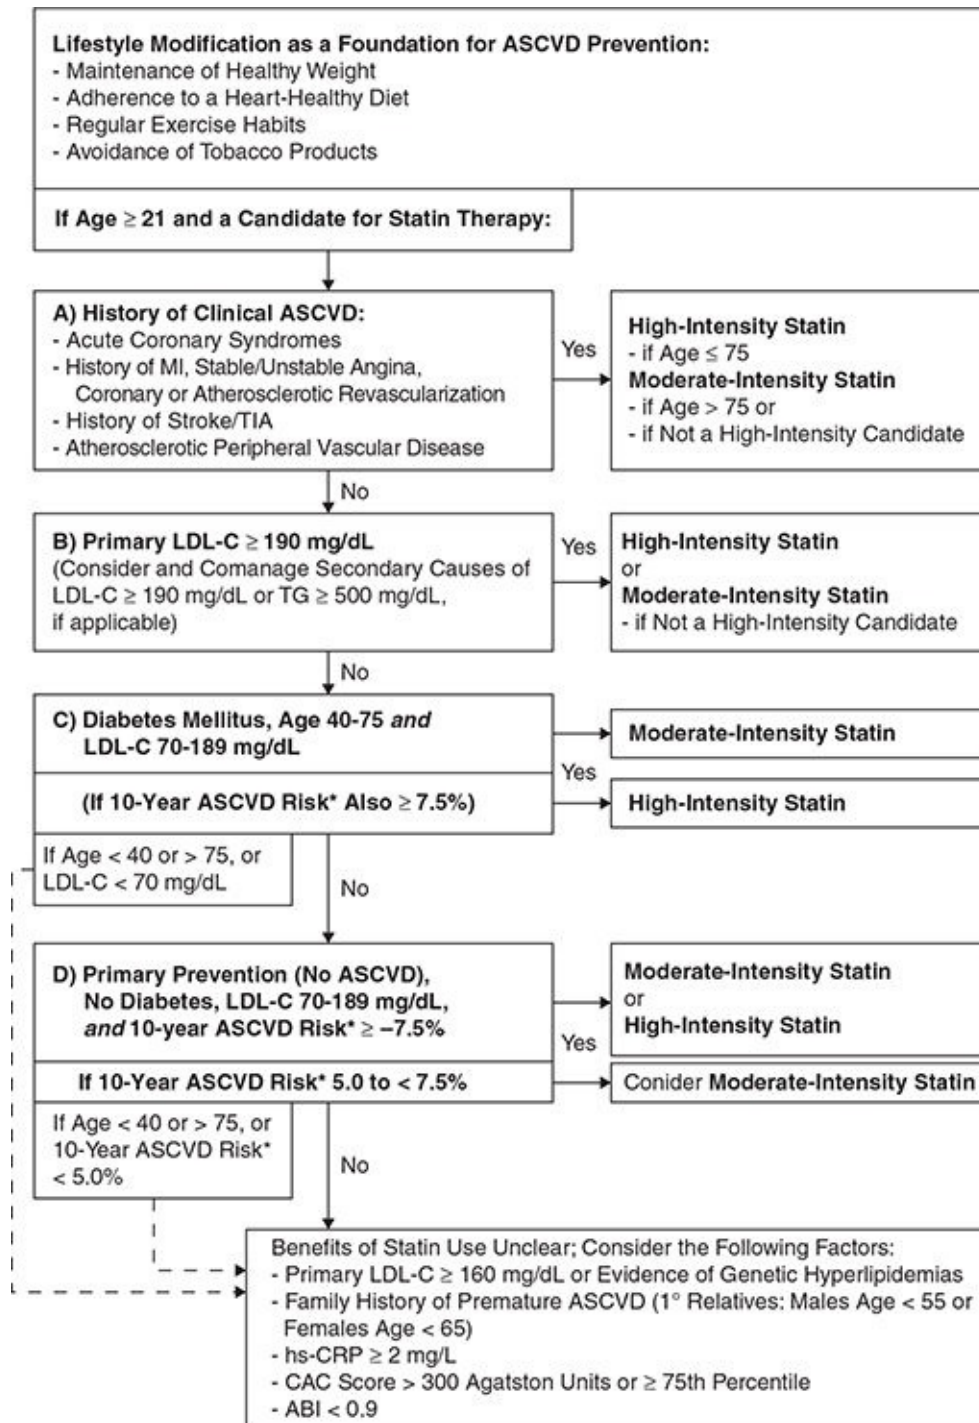 Lifestyle Modification as a Foundation for ASCVD Prevention:
- Maintenance of Healthy Weight
- Adherence to a Heart-Healthy Diet
- Regular Exercise Habits
- Avoidance of Tobacco Products
If Age ≥ 21 and a Candidate for Statin Therapy:
A) History of Clinical ASCVD:
- Acute Coronary Syndromes
- History of MI, Stable/Unstable Angina,
Coronary or Atherosclerotic Revascularization
- History of Stroke/TIA
- Atherosclerotic Peripheral Vascular Disease
Yes
High-Intensity Statin
- if Age ≤ 75
Moderate-Intensity Statin
- if Age > 75 or
- if Not a High-Intensity Candidate
No
B) Primary LDL-C ≥ 190 mg/dL
(Consider and Comanage Secondary Causes of
LDL-C ≥ 190 mg/dL or TG ≥ 500 mg/dL,
if applicable)
Yes
High-Intensity Statin
or
Moderate-Intensity Statin
- if Not a High-Intensity Candidate
No
C) Diabetes Mellitus, Age 40-75 and
LDL-C 70-189 mg/dL
Moderate-Intensity Statin
Yes
(If 10-Year ASCVD Risk* Also ≥ 7.5%)
High-Intensity Statin
If Age < 40 or > 75, or
LDL-C < 70 mg/dL
No
D) Primary Prevention (No ASCVD),
No Diabetes, LDL-C 70-189 mg/dL,
and 10-year ASCVD Risk* ≥ –7.5%
Moderate-Intensity Statin
or
High-Intensity Statin
Yes
If 10-Year ASCVD Risk* 5.0 to < 7.5%
Conider Moderate-Intensity Statin
If Age < 40 or > 75, or
10-Year ASCVD Risk*
< 5.0%
No
Benefits of Statin Use Unclear; Consider the Following Factors:
- Primary LDL-C ≥ 160 mg/dL or Evidence of Genetic Hyperlipidemias
- Family History of Premature ASCVD (1° Relatives: Males Age < 55 or
Females Age < 65)
- hs-CRP ≥ 2 mg/L
- CAC Score > 300 Agatston Units or ≥ 75th Percentile
- ABI < 0.9